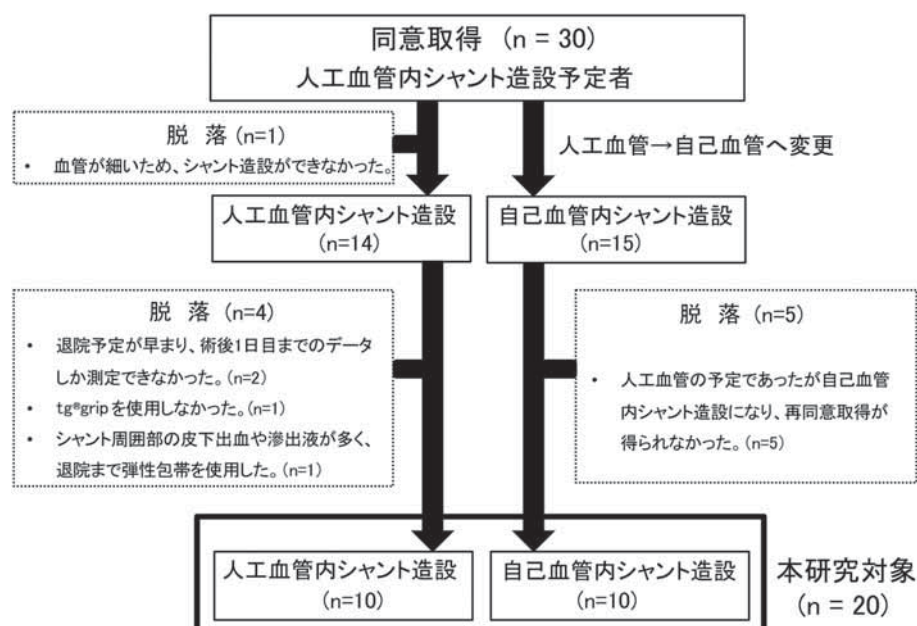 同意取得 (n = 30)
人工血管内シャント造設予定者
脱 落 (n=1)
・ 血管が細いため、シャント造設ができなかった。
人工血管→自己血管へ変更
人工血管内シャント造設
(n=14)
自己血管内シャント造設
(n=15)
脱 落 (n=4)
・ 退院予定が早まり、術後1日目までのデータ
しか測定できなかった。(n=2)
・ tg®gripを使用しなかった。(n=1)
・ シャント周囲部の皮下出血や滲出液が多く、
退院まで弾性包帯を使用した。(n=1)
脱 落 (n=5)
・ 人工血管の予定であったが自己血管
内シャント造設になり、再同意取得が
得られなかった。(n=5)
人工血管内シャント造設
(n=10)
自己血管内シャント造設
(n=10)
本研究対象
(n = 20)